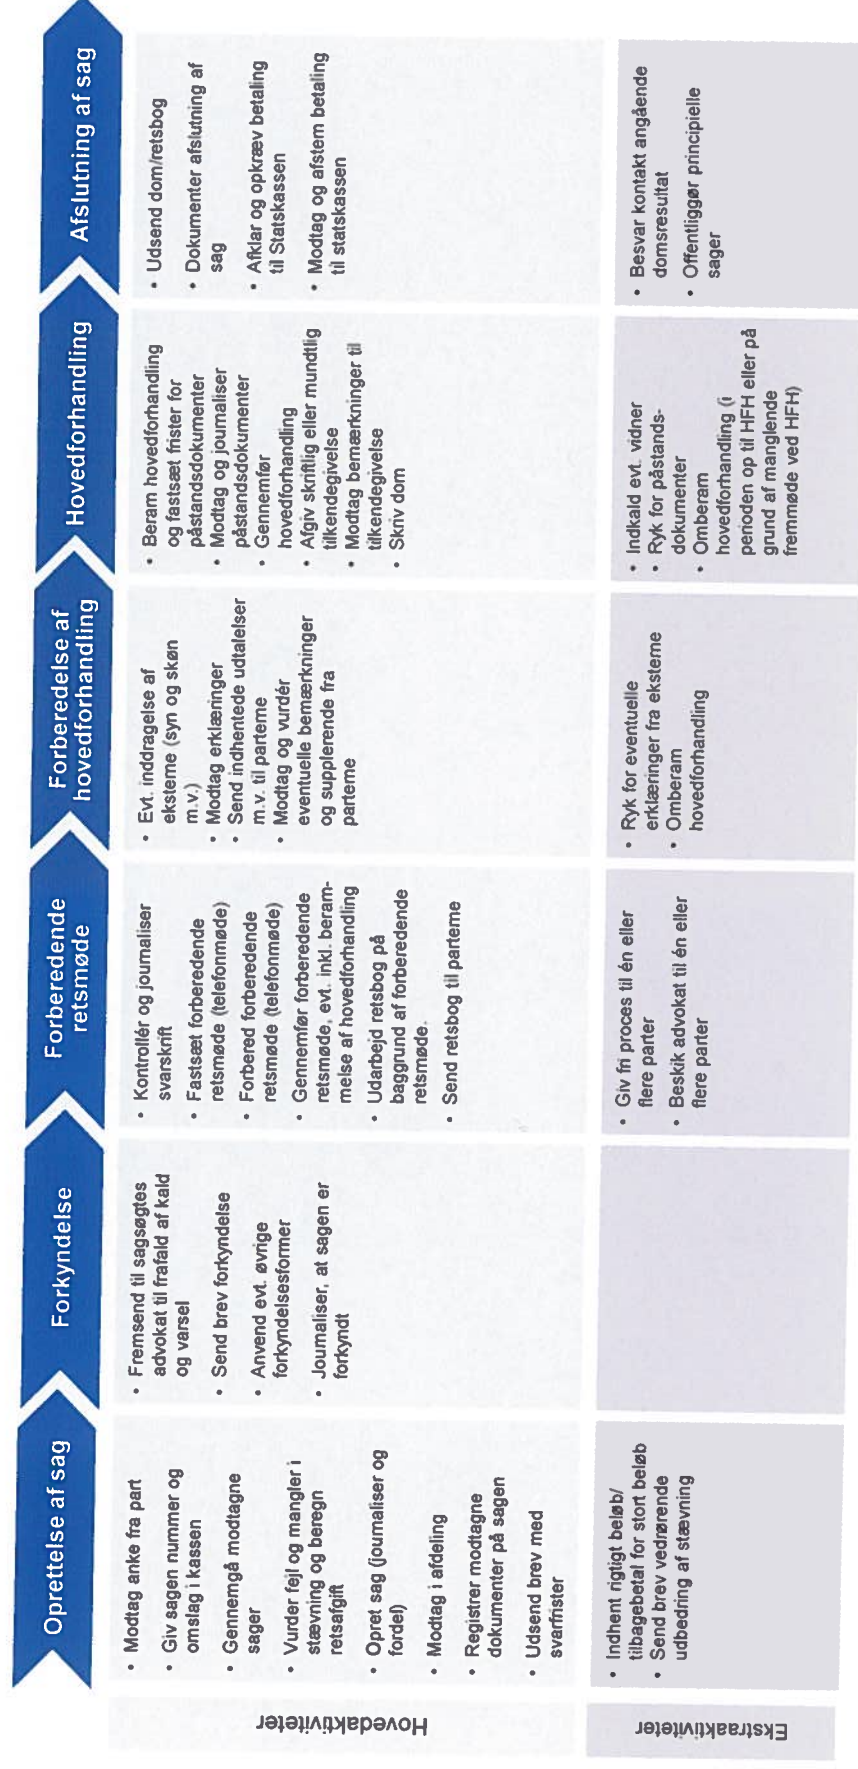 Oprettelse af sag
Forkyndelse
Forberedende
retsmøde
Forberedelse af
hovedforhandling
Hovedforhandling
Afslutning af sag
Hovedaktiviteter
• Modtag anke fra part
• Giv sagen nummer og
omslag i kassen
• Gennemgå modtagne
sager
• Vurder fejl og mangler i
stævning og beregn
retsafgift
• Opret sag (journaliser og
fordel)
• Modtag i afdeling
• Registrer modtagne
dokumenter på sagen
• Udsend brev med
svarfrister
• Fremsend til sagsøgtes
advokat til frafald af kald
og varsel
• Send brev forkyndelse
• Anvend evt. øvrige
forkyndelsesformer
• Journaliser, at sagen er
forkyndt
• Kontrollér og journaliser
svarskrift
• Fastsæt forberedende
retsmøde (telefonmøde)
• Forbered forberedende
retsmøde (telefonmøde)
• Gennemfør forberedende
retsmøde, evt. inkl. beram-
melse af hovedforhandling
• Udarbejd retsbog på
baggrund af forberedende
retsmøde.
• Send retsbog til parterne
• Evt. inddragelse af
eksterne (syn og skøn
m.v.)
• Modtag erklæringer
• Send indhentede udtalelser
m.v. til parterne
• Modtag og vurdér
eventuelle bemærkninger
og supplerende fra
parterne
• Beram hovedforhandling
og fastsæt frister for
påstandsdokumenter
• Modtag og journaliser
påstandsdokumenter
• Gennemfør
hovedforhandling
• Afgiv skriftlig eller mundtlig
tilkendegivelse
• Modtag bemærkninger til
tilkendegivelse
• Skriv dom
• Udsend dom/retsbog
• Dokumenter afslutning af
sag
• Afklar og opkræv betaling
til Statskassen
• Modtag og afstem betaling
til statskassen
Ekstraaktiviteter
• Indhent rigtigt beløb/
tilbagebetal for stort beløb
• Send brev vedrørende
udbedring af stævning
• Giv fri proces til én eller
flere parter
• Beskik advokat til én eller
flere parter
• Ryk for eventuelle
erklæringer fra eksterne
• Omberam
hovedforhandling
• Indkald evt. vidner
• Ryk for påstands-
dokumenter
• Omberam
hovedforhandling (i
perioden op til HFH eller på
grund af manglende
fremmøde ved HFH)
• Besvar kontakt angående
domsresultat
• Offentliggør principielle
sager